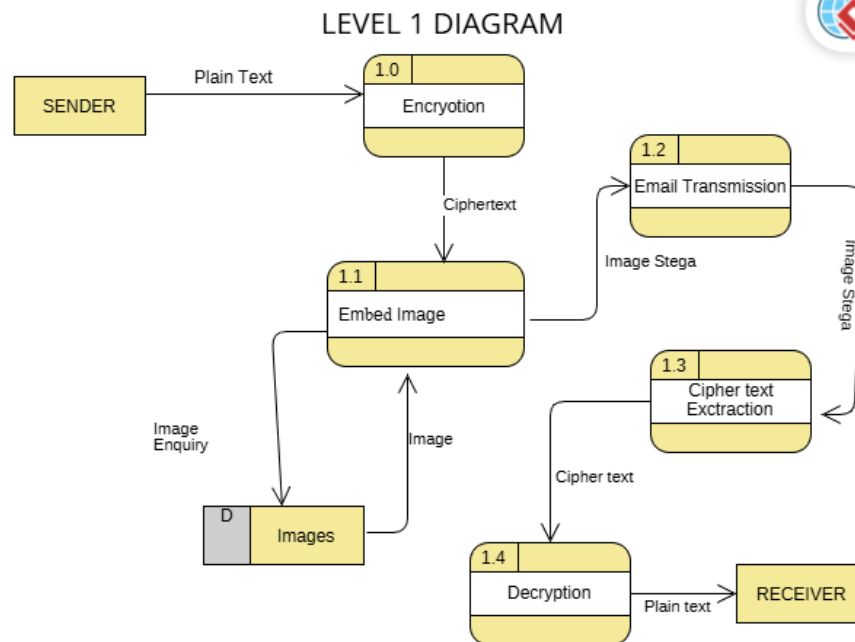 LEVEL 1 DIAGRAM
SENDER
Plain Text
1.0
Encryotion
Ciphertext
1.2
Email Transmission
Image Stega
Image Stega
1.1
Embed Image
1.3
Cipher text
Exctraction
Image
Enquiry
Image
Cipher text
D
Images
1.4
Decryption
Plain text
RECEIVER